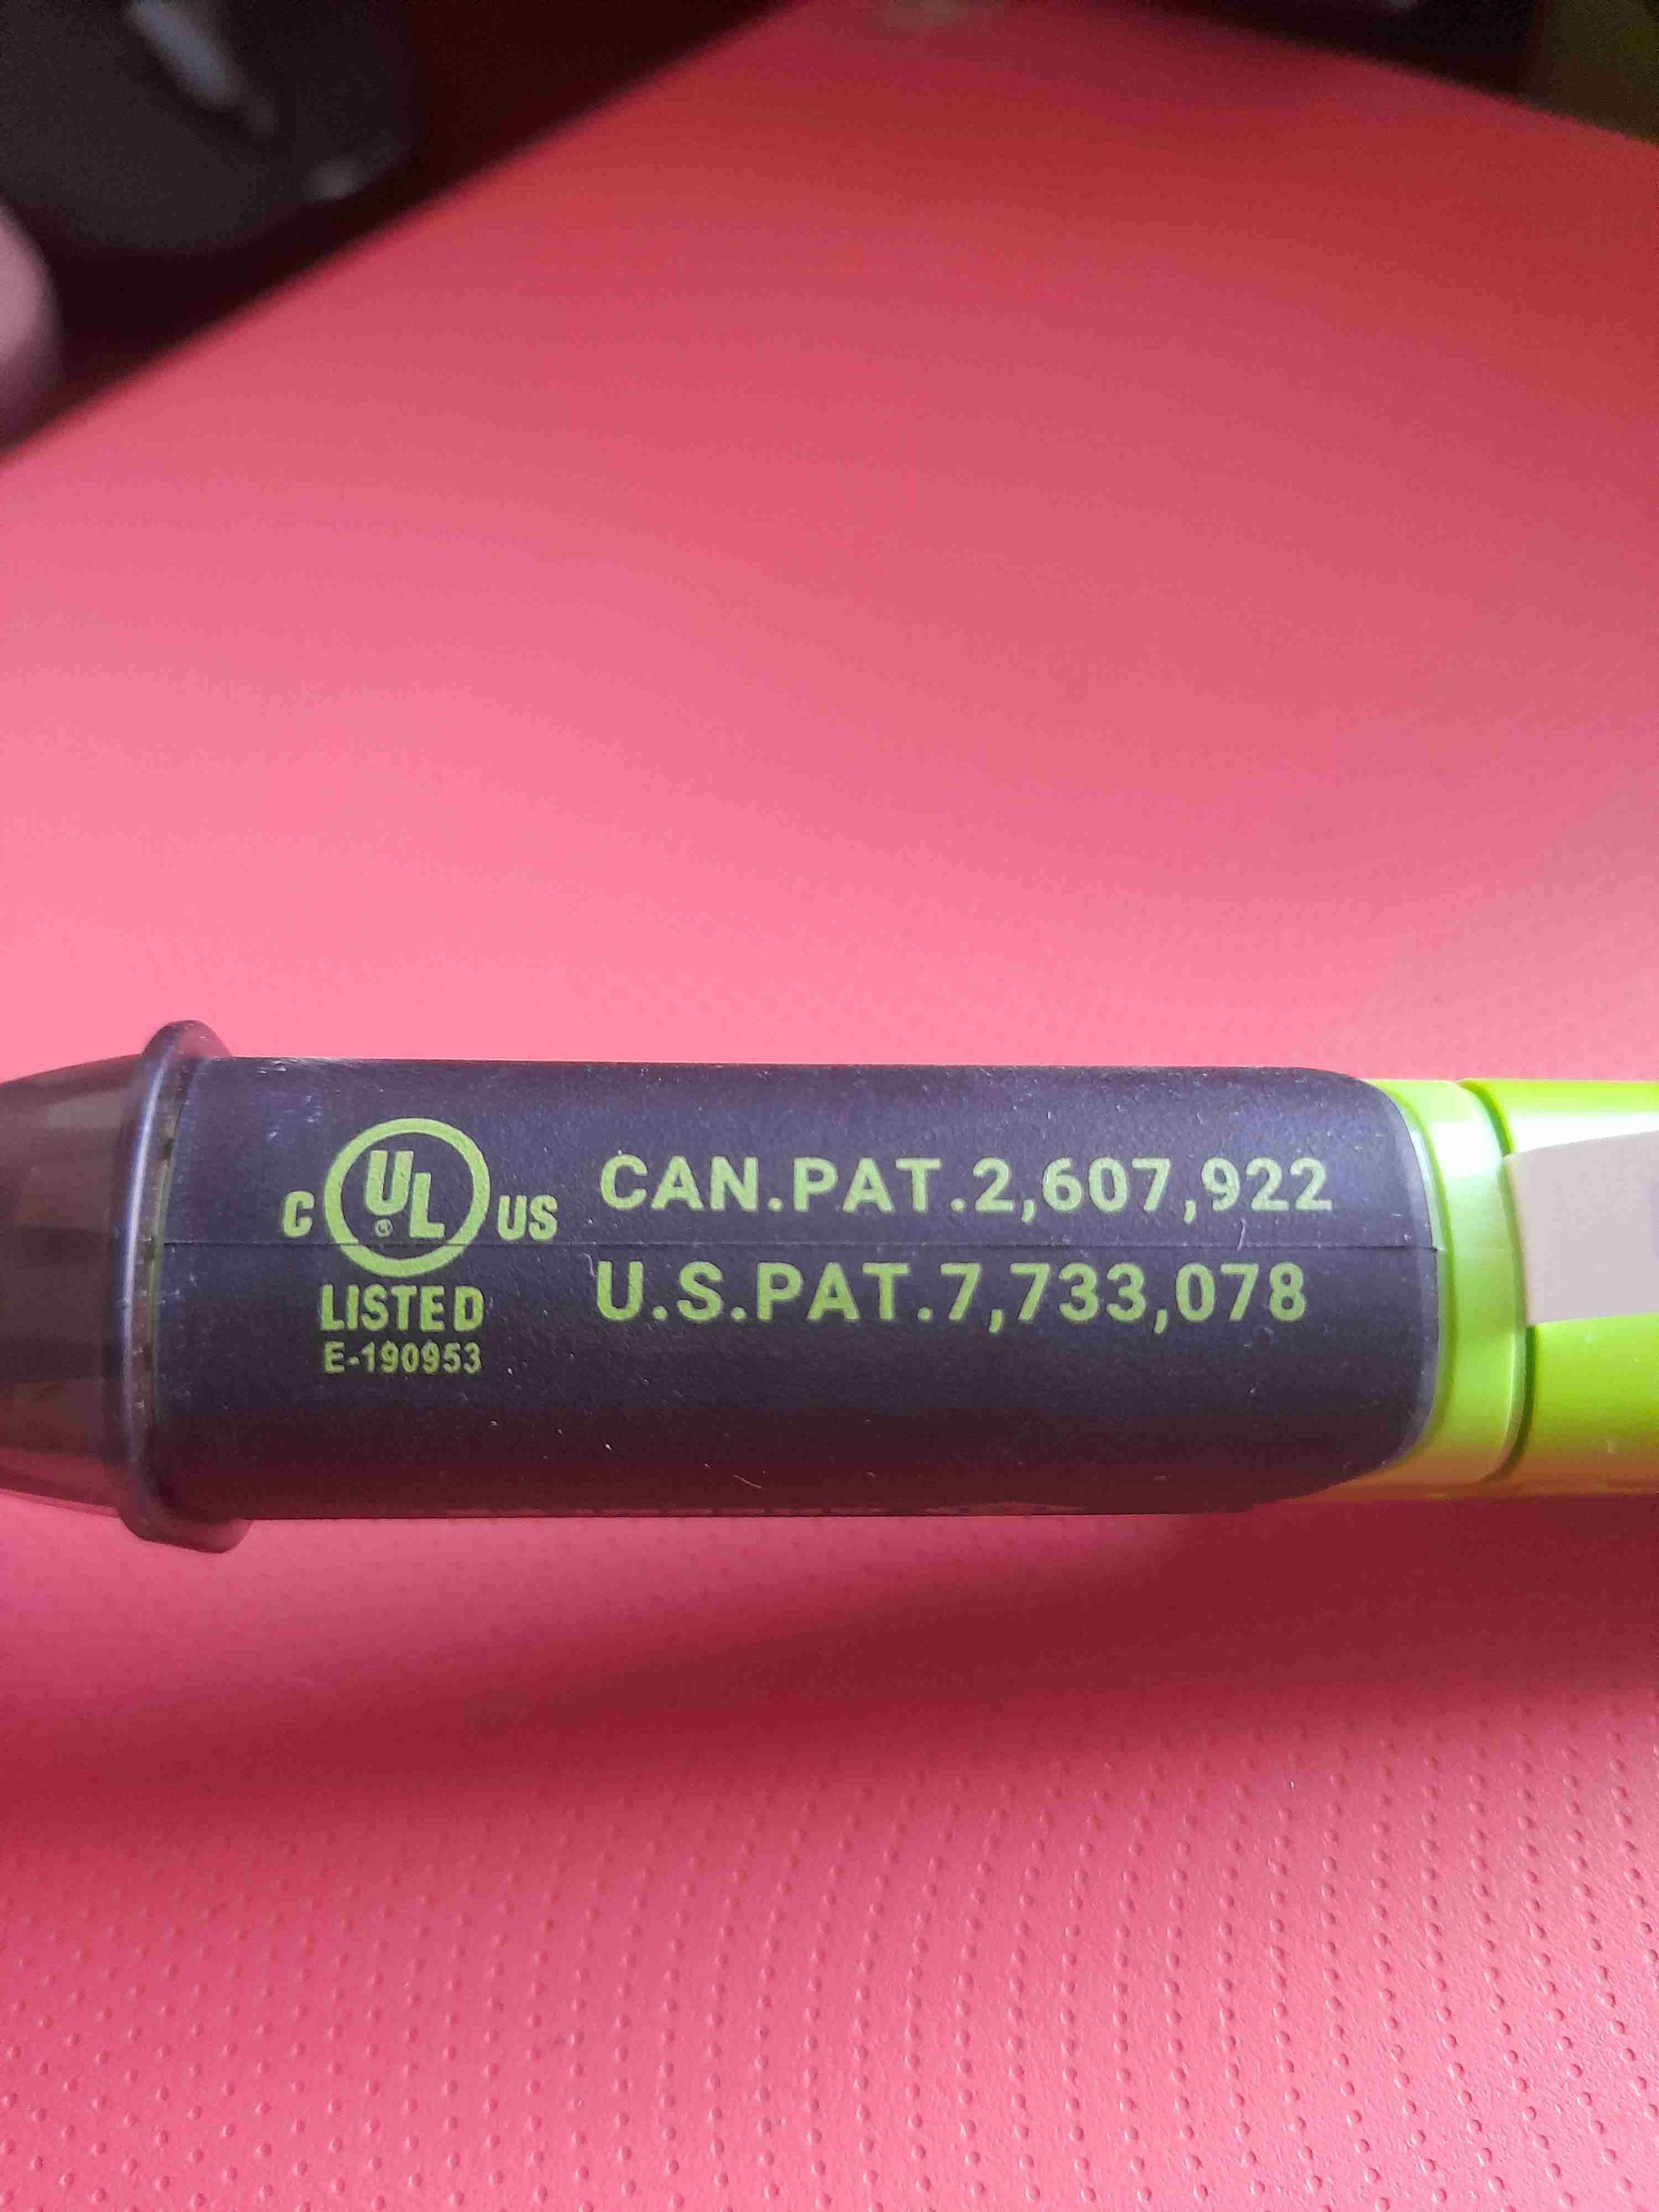 C UL® US
LISTED
E-190953
CAN.PAT.2,607,922
U.S.PAT.7,733,078